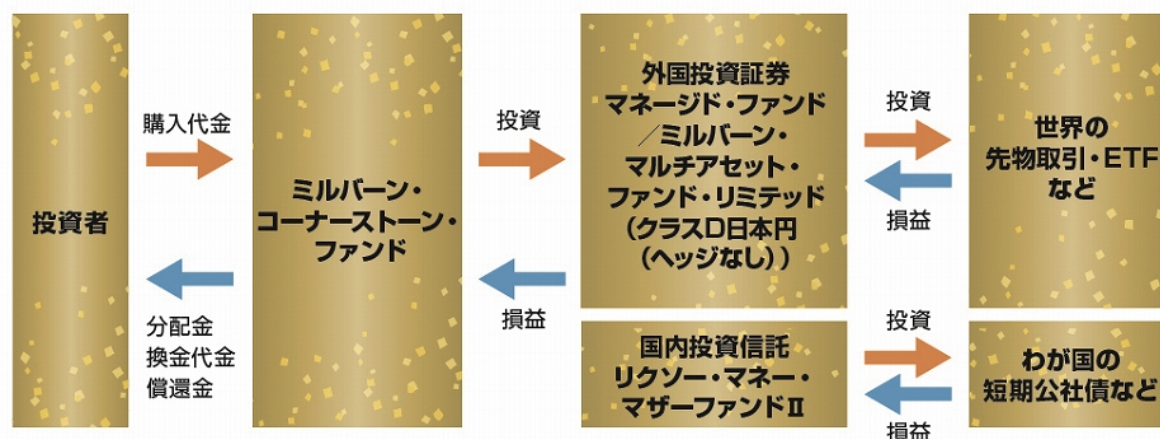 投資者
購入代金
分配金
換金代金
償還金
ミルバーン・
コーナーストーン・
ファンド
投資
損益
外国投資証券
マネージド・ファンド
／ミルバーン・
マルチアセット・
ファンド・リミテッド
（クラスD日本円
（ヘッジなし））
国内投資信託
リクソー・マネー・
マザーファンドⅡ
投資
損益
投資
損益
世界の
先物取引・ETF
など
わが国の
短期公社債など